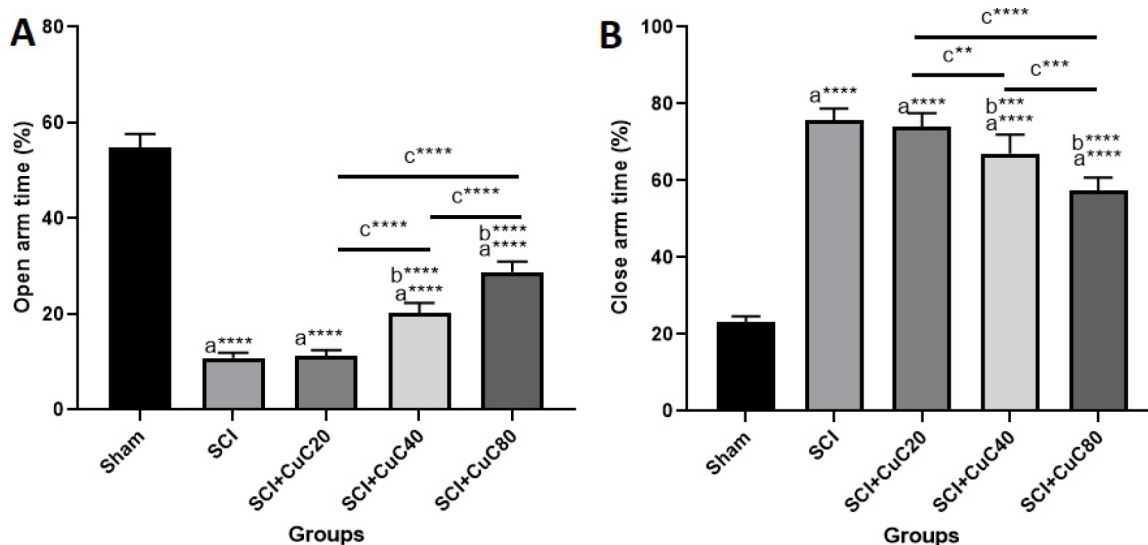 A
Open arm time (%)
80
60
40
20
0
c****
c****
c****
b****
a****
b****
a****
a****
a****
Sham
SCI
SCI+CuC20
SCI+CuC40
SCI+CuC80
Groups
B
Close arm time (%)
100
80
60
40
20
0
c****
c**
c***
a****
a****
b***
a****
b****
a****
Sham
SCI
SCI+CuC20
SCI+CuC40
SCI+CuC80
Groups